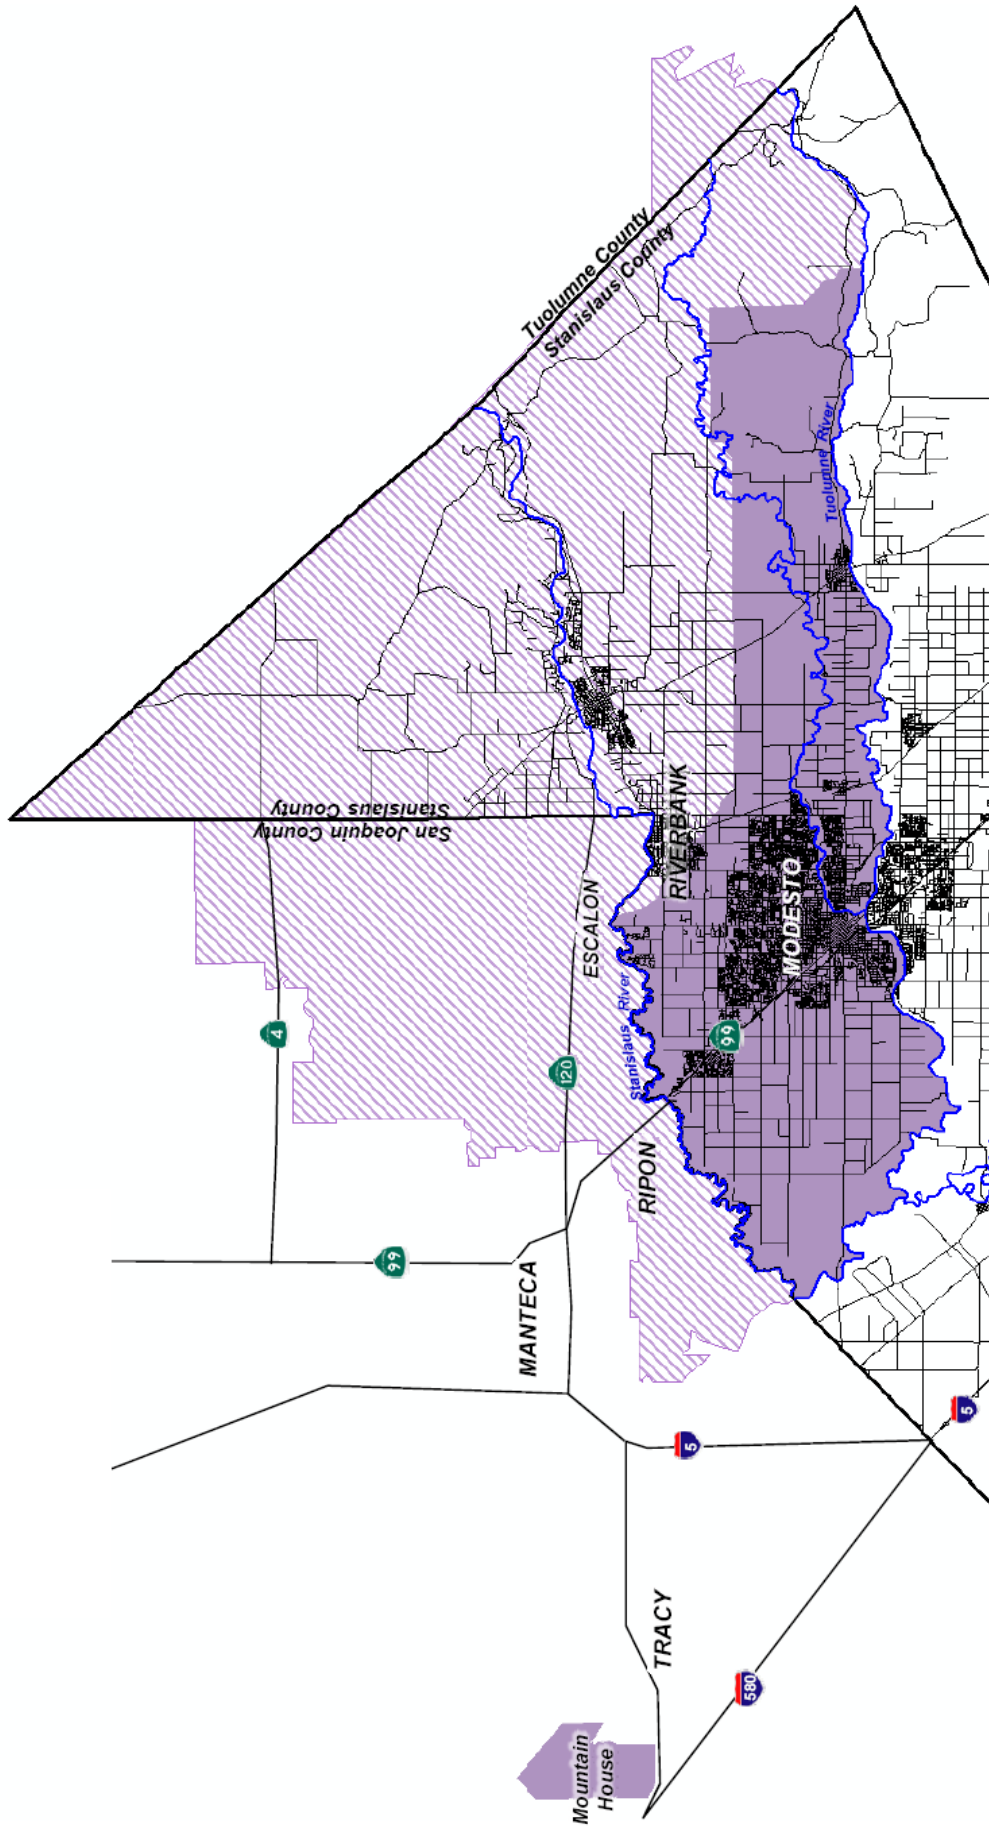 Tuolumne County
Stanislaus County
San Joaquin County
Stanislaus County
4
120
99
99
5
5
580
ESCALON
RIVERBANK
MODESTO
RIPON
MANTECA
TRACY
Mountain
House
Stanislaus River
Tuolumne River